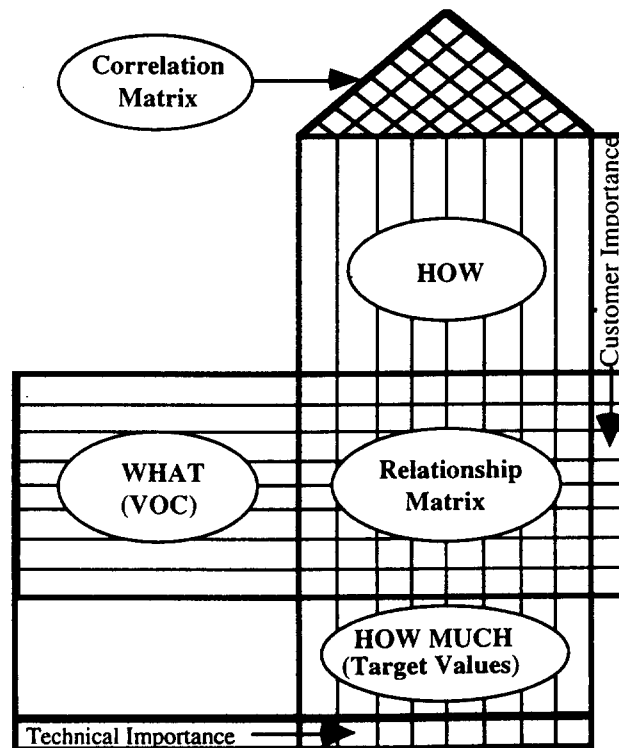 Correlation
Matrix
HOW
Customer Importance
WHAT
(VOC)
Relationship
Matrix
HOW MUCH
(Target Values)
Technical Importance